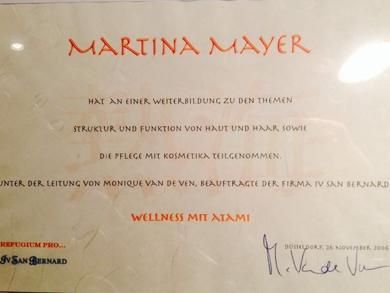 MARTINA MAYER
HAT AN EINER WEITERBILDUNG ZU DEN THEMEN
STRUKTUR UND FUNKTION VON HAUT UND HAAR SOWIE
DIE PFLEGE MIT KOSMETIKA TEILGENOMMEN.
UNTER DER LEITUNG VON MONIQUE VAN DE VEN, BEAUFTRAGTE DER FIRMA IV SAN BERNARD
WELLNESS MIT ATAMI
REFUGIUM PRO...
IV SAN BERNARD
DÜSSELDORF, 26 NOVEMBER 2006